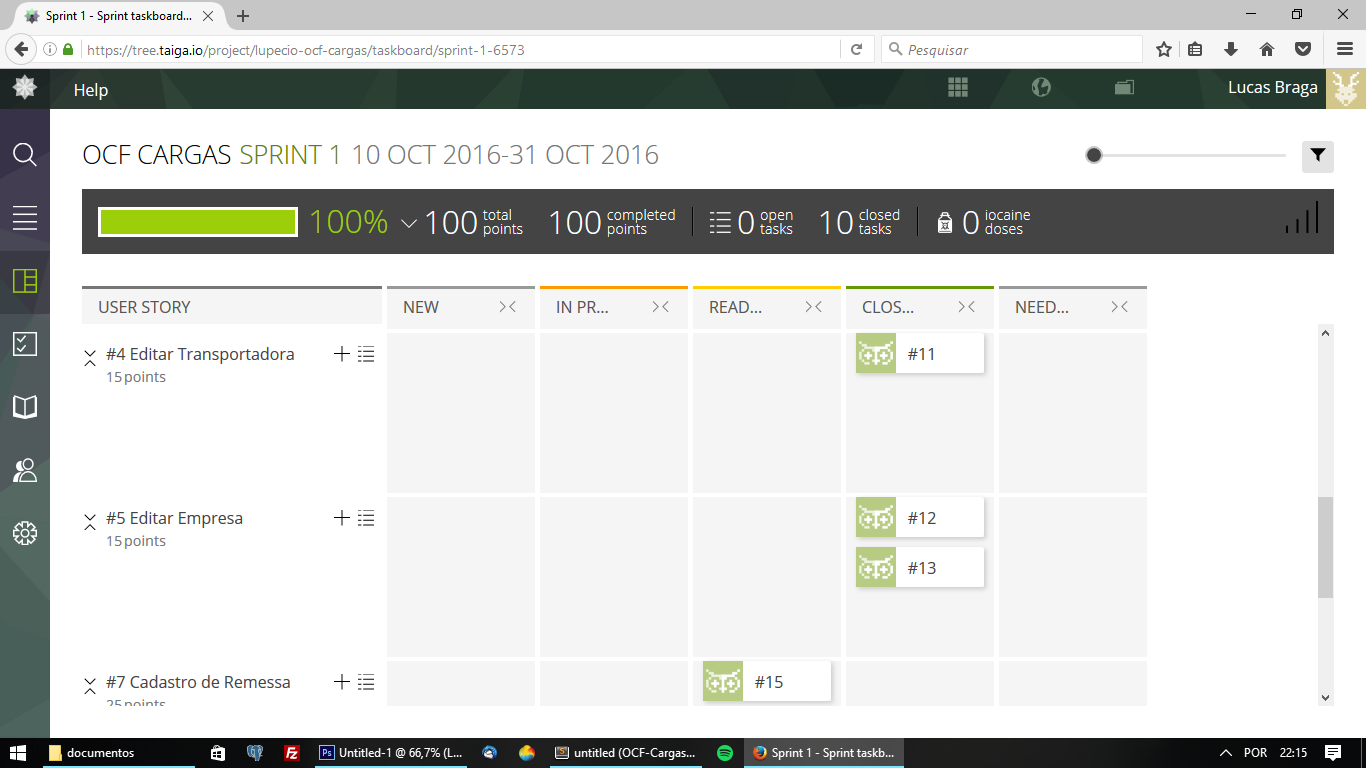 Sprint 1 - Sprint taskboard...
https://tree.taiga.io/project/lupecio-ocf-cargas/taskboard/sprint-1-6573
Pesquisar
Help
Lucas Braga
OCF CARGAS SPRINT 1 10 OCT 2016-31 OCT 2016
100%
100 total points
100 completed points
0 open tasks
10 closed tasks
0 iocaine doses
USER STORY
NEW
IN PR...
READ...
CLOS...
NEED...
#4 Editar Transportadora
15 points
#11
#5 Editar Empresa
15 points
#12
#13
#7 Cadastro de Remessa
25 points
#15
documentos
Fz
Ps
Untitled-1 @ 66,7% (L...
untitled (OCF-Cargas...
Sprint 1 - Sprint taskb...
POR
22:15